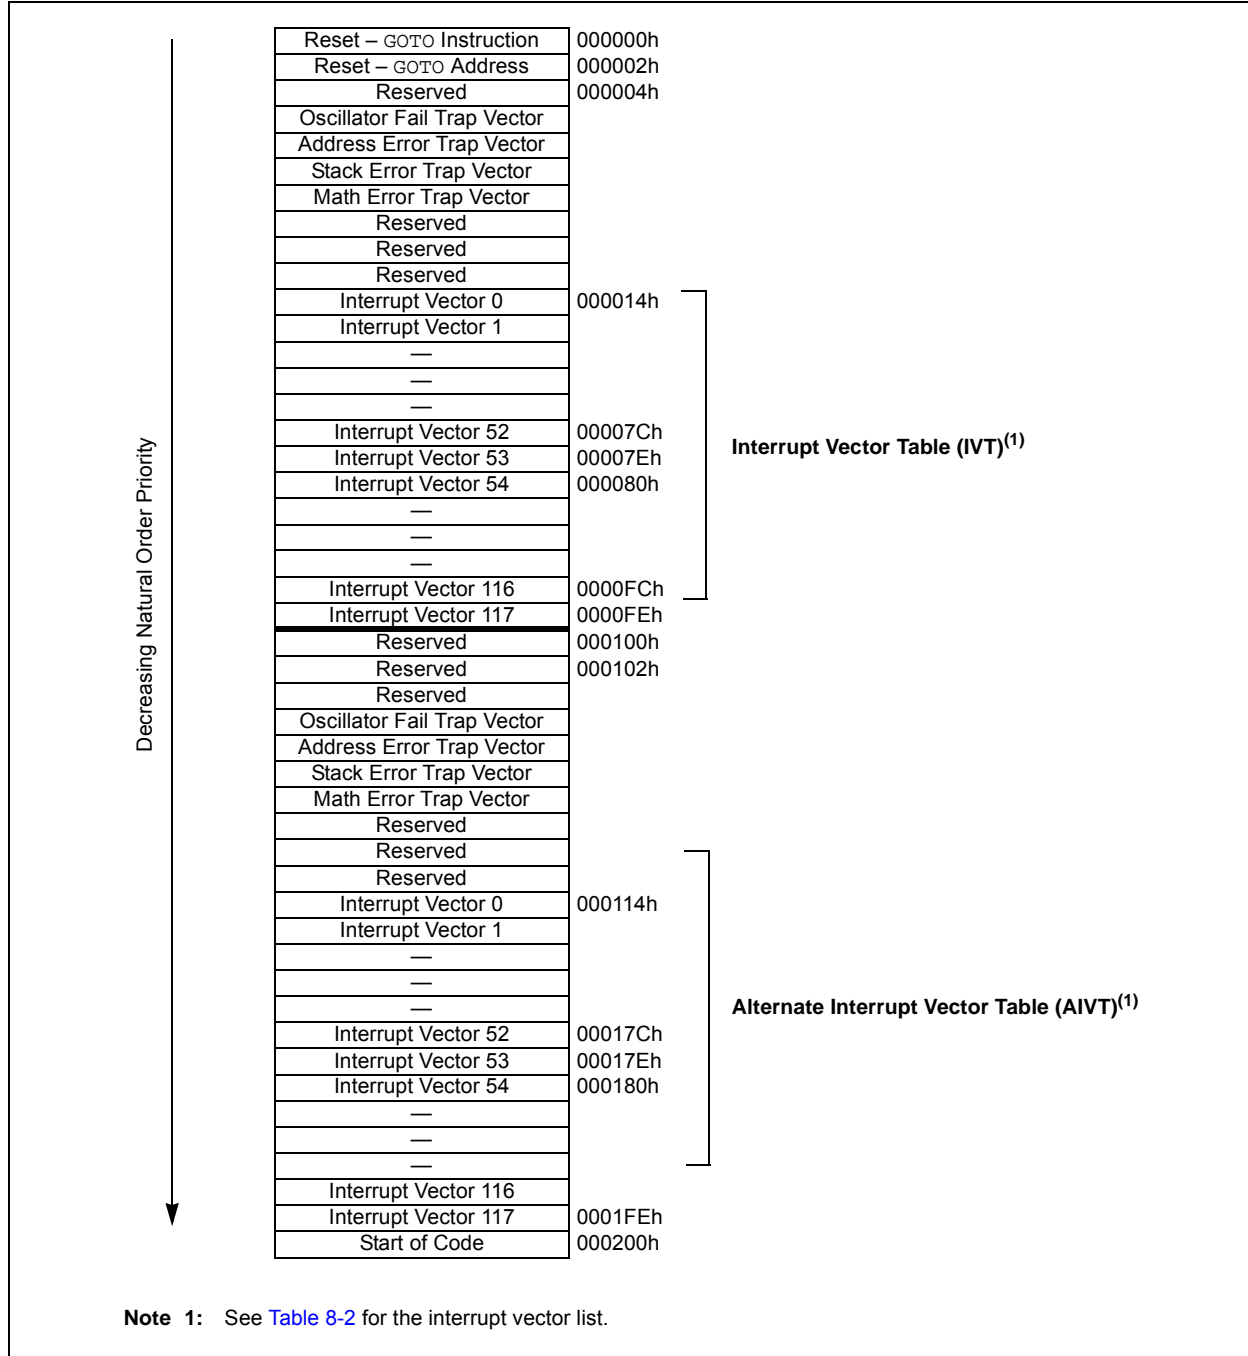 Reset – GOTO Instruction 000000h
Reset – GOTO Address 000002h
Reserved 000004h
Oscillator Fail Trap Vector
Address Error Trap Vector
Stack Error Trap Vector
Math Error Trap Vector
Reserved
Reserved
Reserved
Interrupt Vector 0 000014h
Interrupt Vector 1
—
—
—
Interrupt Vector 52 00007Ch
Interrupt Vector 53 00007Eh
Interrupt Vector 54 000080h
—
—
—
Interrupt Vector 116 0000FCh
Interrupt Vector 117 0000FEh
Reserved 000100h
Reserved 000102h
Reserved
Oscillator Fail Trap Vector
Address Error Trap Vector
Stack Error Trap Vector
Math Error Trap Vector
Reserved
Reserved
Reserved
Interrupt Vector 0 000114h
Interrupt Vector 1
—
—
—
Interrupt Vector 52 00017Ch
Interrupt Vector 53 00017Eh
Interrupt Vector 54 000180h
—
—
—
Interrupt Vector 116
Interrupt Vector 117 0001FEh
Start of Code 000200h
Decreasing Natural Order Priority
Interrupt Vector Table (IVT)(1)
Alternate Interrupt Vector Table (AIVT)(1)
Note 1: See Table 8-2 for the interrupt vector list.